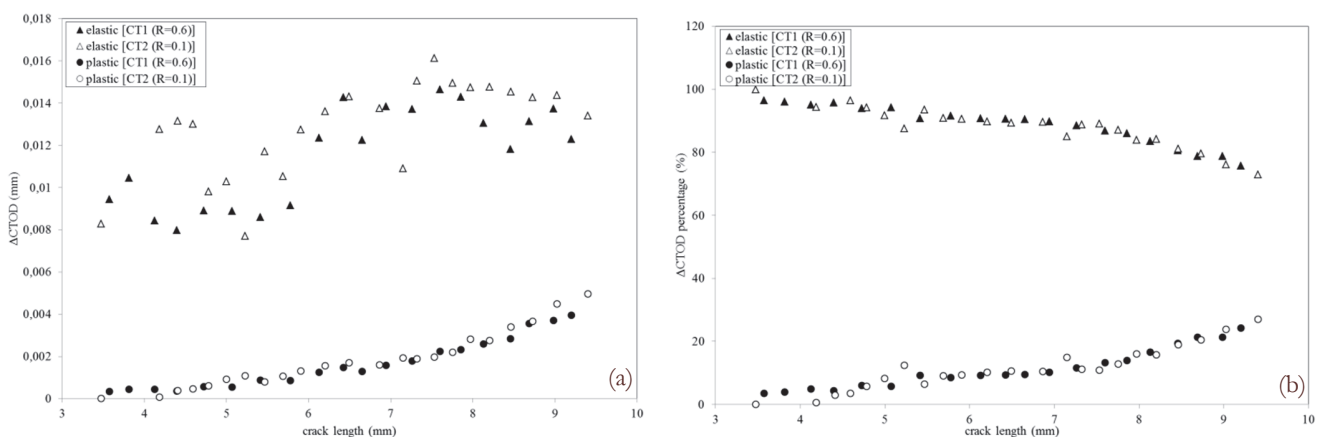 0,018
0,016
0,014
0,012
0,01
0,008
0,006
0,004
0,002
0
ΔCTOD (mm)
elastic [CT1 (R=0.6)]
elastic [CT2 (R=0.1)]
plastic [CT1 (R=0.6)]
plastic [CT2 (R=0.1)]
(a)
3 4 5 6 7 8 9 10
crack length (mm)
120
100
80
60
40
20
0
ΔCTOD percentage (%)
elastic [CT1 (R=0.6)]
elastic [CT2 (R=0.1)]
plastic [CT1 (R=0.6)]
plastic [CT2 (R=0.1)]
(b)
3 4 5 6 7 8 9 10
crack length (mm)